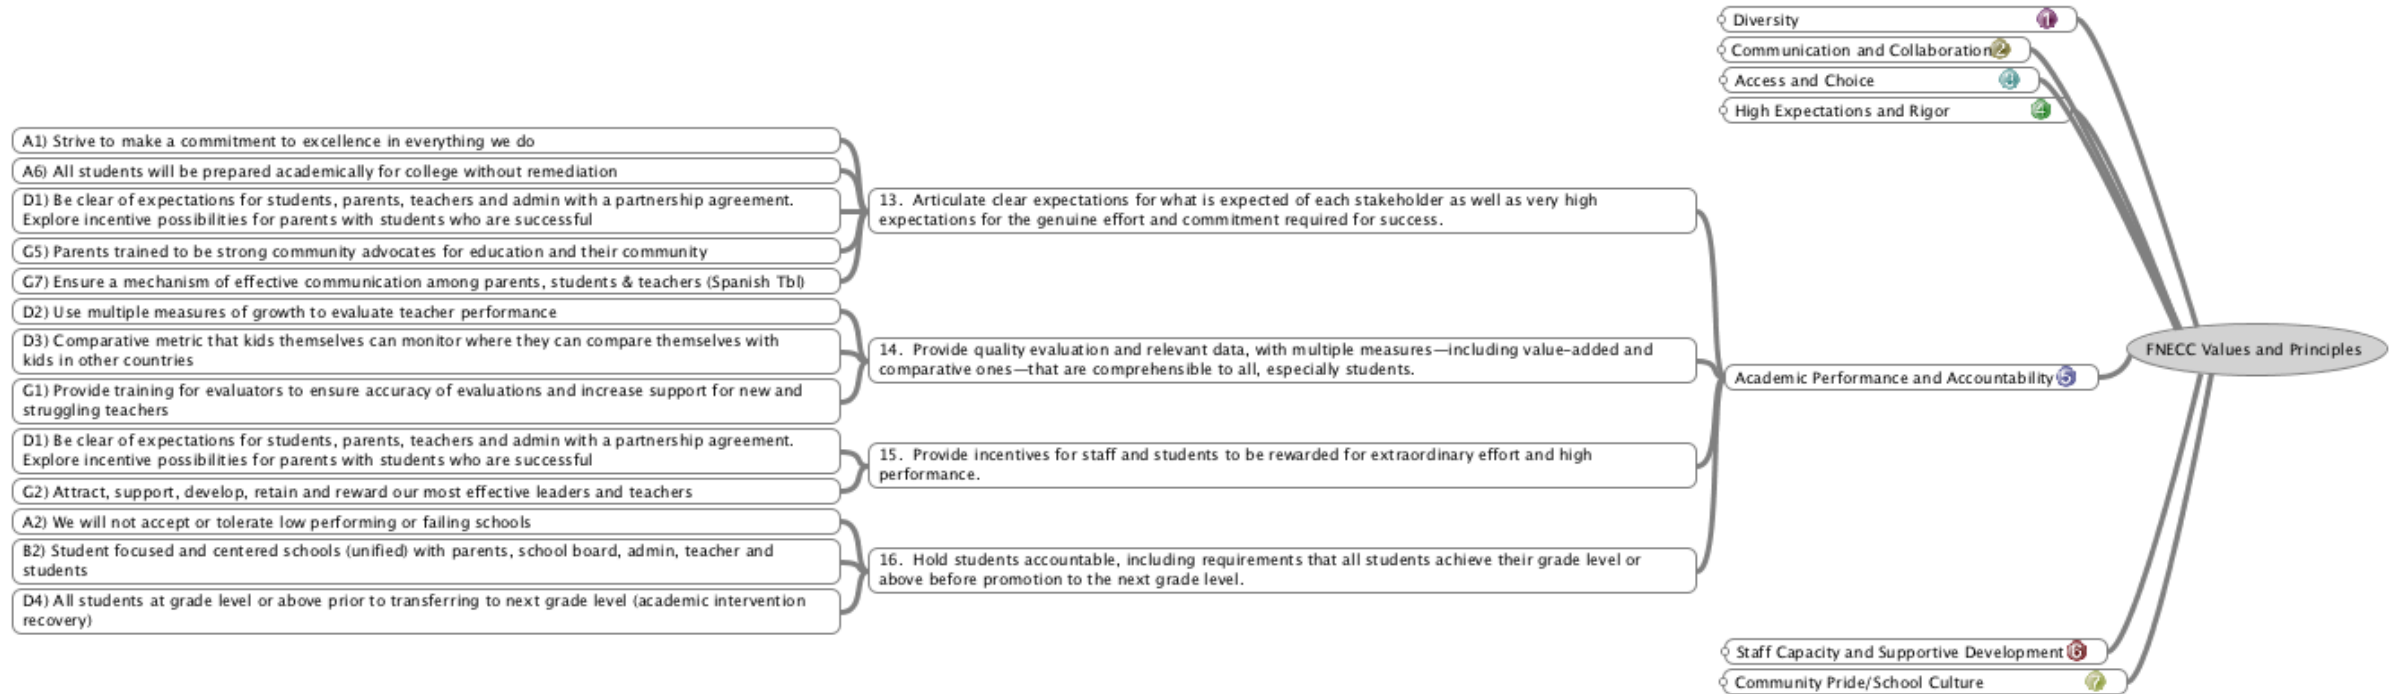 Diversity 1
Communication and Collaboration 2
Access and Choice 3
High Expectations and Rigor 4
A1) Strive to make a commitment to excellence in everything we do
A6) All students will be prepared academically for college without remediation
D1) Be clear of expectations for students, parents, teachers and admin with a partnership agreement.
Explore incentive possibilities for parents with students who are successful
G5) Parents trained to be strong community advocates for education and their community
G7) Ensure a mechanism of effective communication among parents, students & teachers (Spanish Tbl)
13. Articulate clear expectations for what is expected of each stakeholder as well as very high
expectations for the genuine effort and commitment required for success.
D2) Use multiple measures of growth to evaluate teacher performance
D3) Comparative metric that kids themselves can monitor where they can compare themselves with
kids in other countries
G1) Provide training for evaluators to ensure accuracy of evaluations and increase support for new and
struggling teachers
14. Provide quality evaluation and relevant data, with multiple measures—including value-added and
comparative ones—that are comprehensible to all, especially students.
D1) Be clear of expectations for students, parents, teachers and admin with a partnership agreement.
Explore incentive possibilities for parents with students who are successful
G2) Attract, support, develop, retain and reward our most effective leaders and teachers
15. Provide incentives for staff and students to be rewarded for extraordinary effort and high
performance.
A2) We will not accept or tolerate low performing or failing schools
B2) Student focused and centered schools (unified) with parents, school board, admin, teacher and
students
D4) All students at grade level or above prior to transferring to next grade level (academic intervention
recovery)
16. Hold students accountable, including requirements that all students achieve their grade level or
above before promotion to the next grade level.
Academic Performance and Accountability 5
FNECC Values and Principles
Staff Capacity and Supportive Development 6
Community Pride/School Culture 7